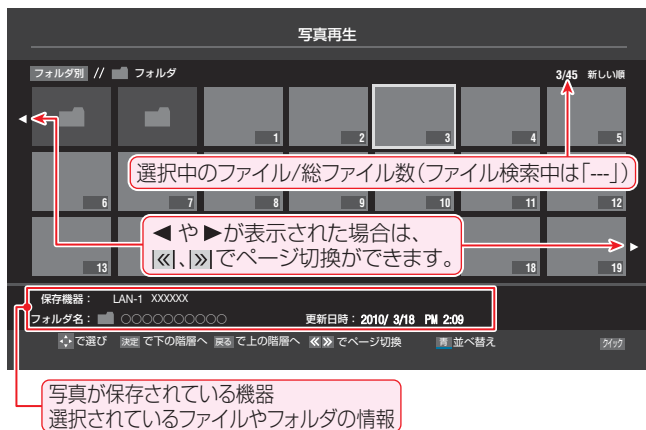 写真再生
フォルダ別 // フォルダ 3/45 新しい順
1 2 3 4 5
選択中のファイル/総ファイル数(ファイル検索中は「---」)
6 7 8 9 10 11 12
◀ や ▶が表示された場合は、
|≪|、|≫|でページ切換ができます。
13 18 19
保存機器： LAN-1 XXXXXX
フォルダ名： ○○○○○○○○○○ 更新日時： 2010/ 3/18 PM 2:09
で選び 決定 で下の階層へ 戻る で上の階層へ ≪ ≫ でページ切換 青 並べ替え クイック
写真が保存されている機器
選択されているファイルやフォルダの情報